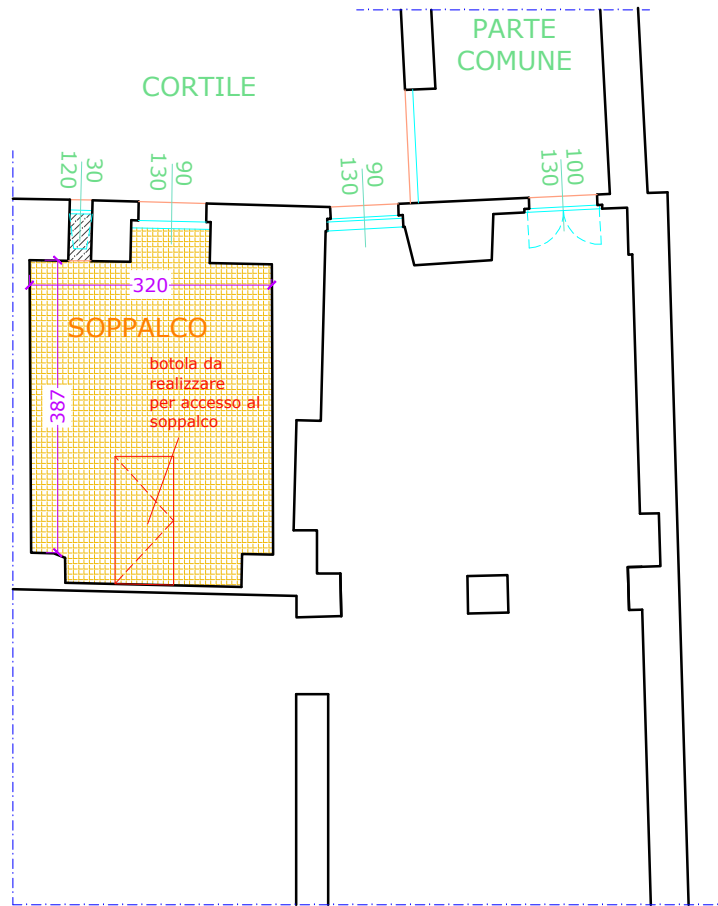 PARTE
COMUNE
CORTILE
30
120
90
130
90
130
100
130
320
SOPPALCO
botola da
realizzare
per accesso al
soppalco
387